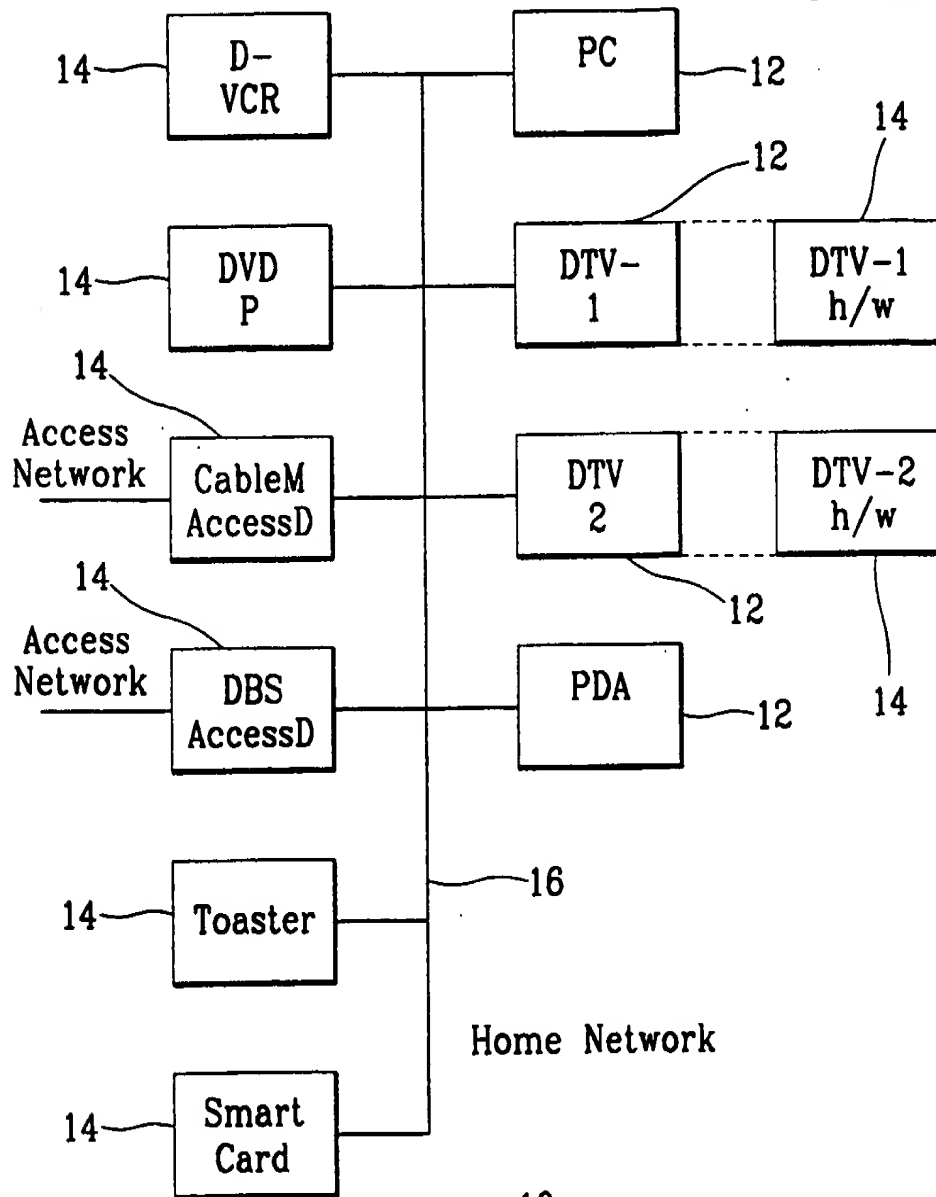 14
D-
VCR
PC
12
14
12
14
DVD
P
DTV-
1
DTV-1
h/w
14
Access
Network
CableM
AccessD
DTV
2
DTV-2
h/w
14
12
Access
Network
DBS
AccessD
PDA
12
14
14
Toaster
16
Home Network
14
Smart
Card